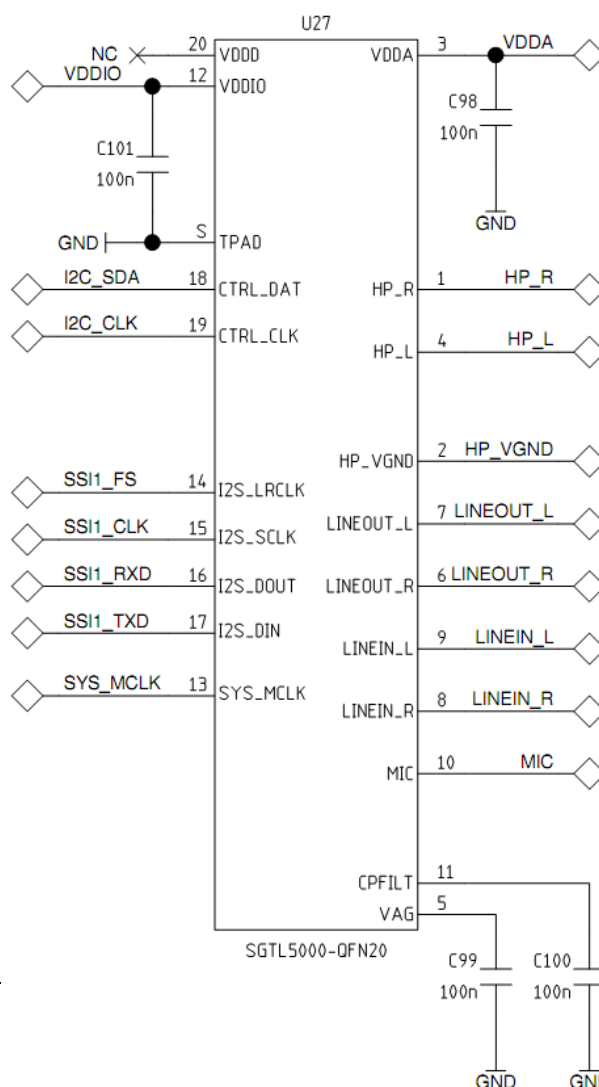 U27
NC 20 VDDD
VDDIO 12 VDDIO
C101
100n
GND S TPAD
I2C_SDA 18 CTRL_DAT
I2C_CLK 19 CTRL_CLK
SSI1_FS 14 I2S_LRCLK
SSI1_CLK 15 I2S_SCLK
SSI1_RXD 16 I2S_DOUT
SSI1_TXD 17 I2S_DIN
SYS_MCLK 13 SYS_MCLK
VDDA 3 VDDA
C98
100n
GND
HP_R 1 HP_R
HP_L 4 HP_L
HP_VGND 2 HP_VGND
LINEOUT_L 7 LINEOUT_L
LINEOUT_R 6 LINEOUT_R
LINEIN_L 9 LINEIN_L
LINEIN_R 8 LINEIN_R
MIC 10 MIC
CPFILT 11
VAG 5
SGTL5000-QFN20
C99
100n
GND
C100
100n
GND